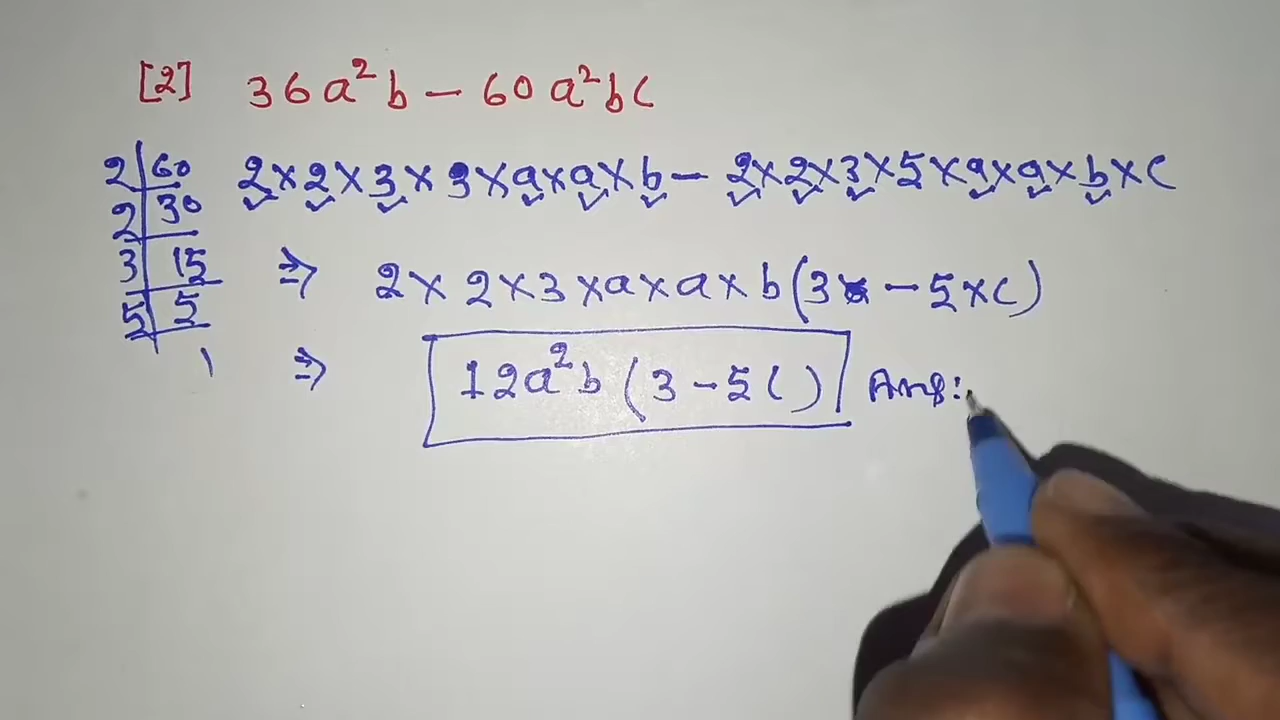 [2] 36a²b - 60a²bc
2 | 60
2 | 30
3 | 15
5 | 5
1
2×2×3×3×a×a×b - 2×2×3×5×a×a×b×c
⇒ 2×2×3×a×a×b(3 - 5×c)
⇒ 12a²b(3-5c) Ans: